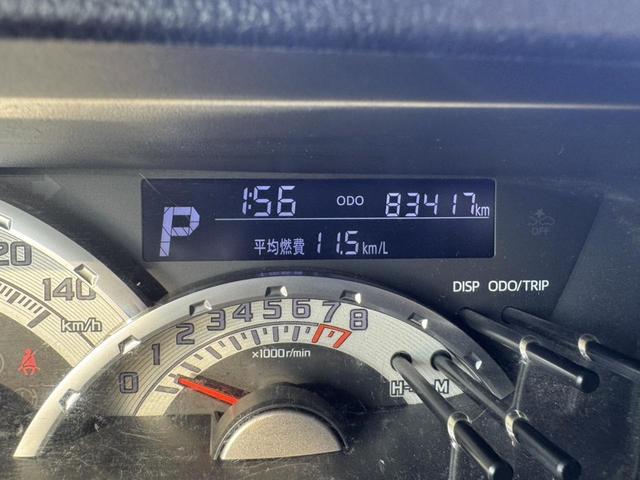 1:56 ODO 83417km
P
平均燃費 11.5km/L
OFF
DISP ODO/TRIP
120
140
km/h
0 1 2 3 4 5 6 7 8
×1000r/min
H M